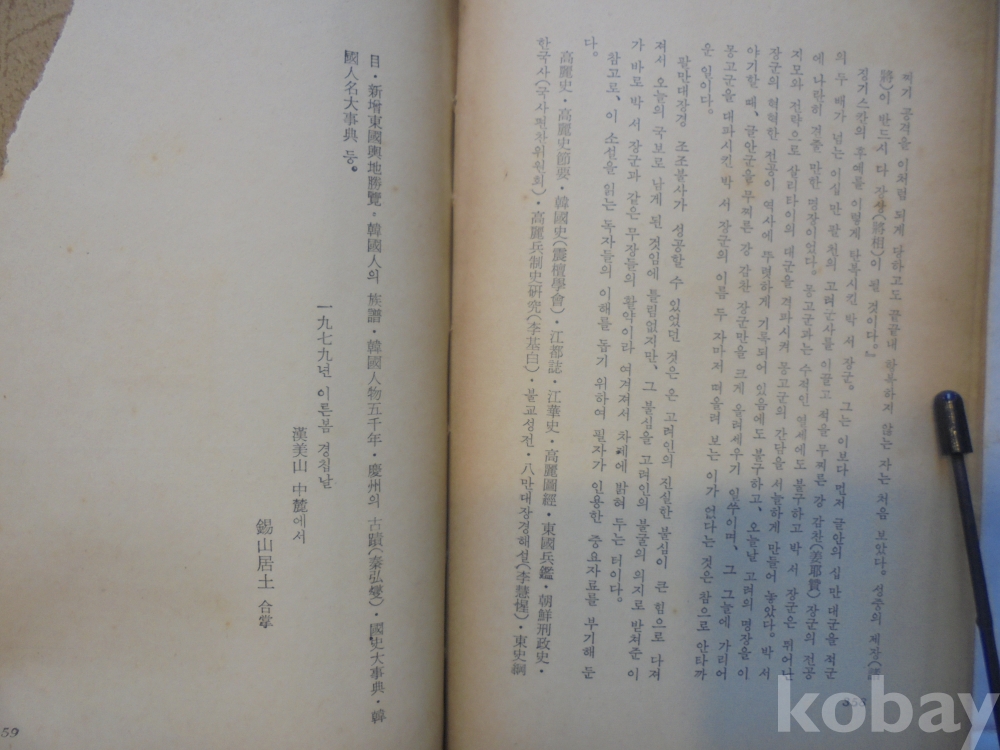 찌기 공격을 이처럼 되게 당하고도 끝끝내 항복하지 않는 자는 처음 보았다. 성중의 제장(諸
將)이 반드시 다 장상(將相)이 될 것이다.』
징기스칸의 후예를 이렇게 탄복시킨 박 서 장군. 그는 이보다 먼저 글안의 십 만 대군을 적군
의 두 배가 넘는 이십 만 팔 천의 고려군사를 이끌고 적을 무찌른 강 감찬(姜邯贊) 장군의 전공
에 나란히 견줄 만한 명장이었다. 몽고군과는 수적인 열세에도 불구하고 박 서 장군은 뛰어난
지모와 전략으로 살리타이의 대군을 격파시켜 몽고군의 간담을 서늘하게 만들어 놓았다. 박 서
장군의 혁혁한 전공이 역사에 뚜렷하게 기록되어 있음에도 불구하고, 오늘날 고려의 명장을 이
야기할 때, 글안군을 무찌른 강 감찬 장군만을 크게 올려세우기 일쑤이며, 그 그늘에 가리어
몽고군을 대파시킨 박 서 장군의 이름 두 자마저 떠올려 보는 이가 없다는 것은 참으로 안타까
운 일이다.
팔만대장경 조조불사가 성공할 수 있었던 것은 온 고려인의 진실한 불심이 큰 힘으로 다져
져서 오늘의 국보로 남게 된 것임에 틀림없지만, 그 불심을 고려인의 불굴의 의지로 받쳐준 이
가 바로 박 서 장군과 같은 무장들의 활약이라 여겨져서 차제에 밝혀 두는 터이다.
참고로, 이 소설을 읽는 독자들의 이해를 돕기 위하여 필자가 인용한 중요자료를 부기해 둔
다.
高麗史・高麗史節要・韓國史(震檀學會)・江都誌・江華史・高麗圖經・東國兵鑑・朝鮮刑政史・
한국사(국사편찬위원회)・高麗兵制史硏究(李基白)・불교성전・八만대장경해설(李慧惺)・東史綱
353
目・新增東國輿地勝覽。韓國人의 族譜・韓國人物五千年・慶州의 古蹟(秦弘燮)・國史大事典・韓
國人名大事典 등。
一九七九년 이른봄 경칩날
漢美山 中麓에서
錫山居士 合掌
59
kobay